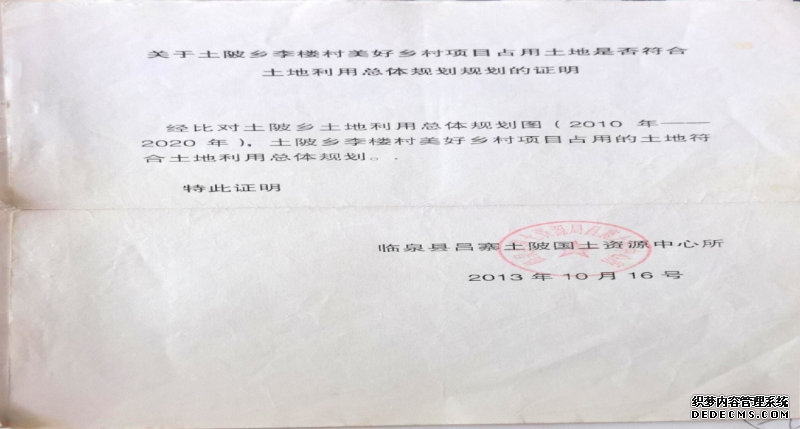 关于土陂乡李楼村美好乡村项目占用土地是否符合
土地利用总体规划规划的证明
经比对土陂乡土地利用总体规划图（2010 年——
2020 年），土陂乡李楼村美好乡村项目占用的土地符
合土地利用总体规划。.
特此证明
临泉县吕寨土陂国土资源中心所
2013 年 10 月 16 号
织梦内容管理系统
DEDECMS.COM